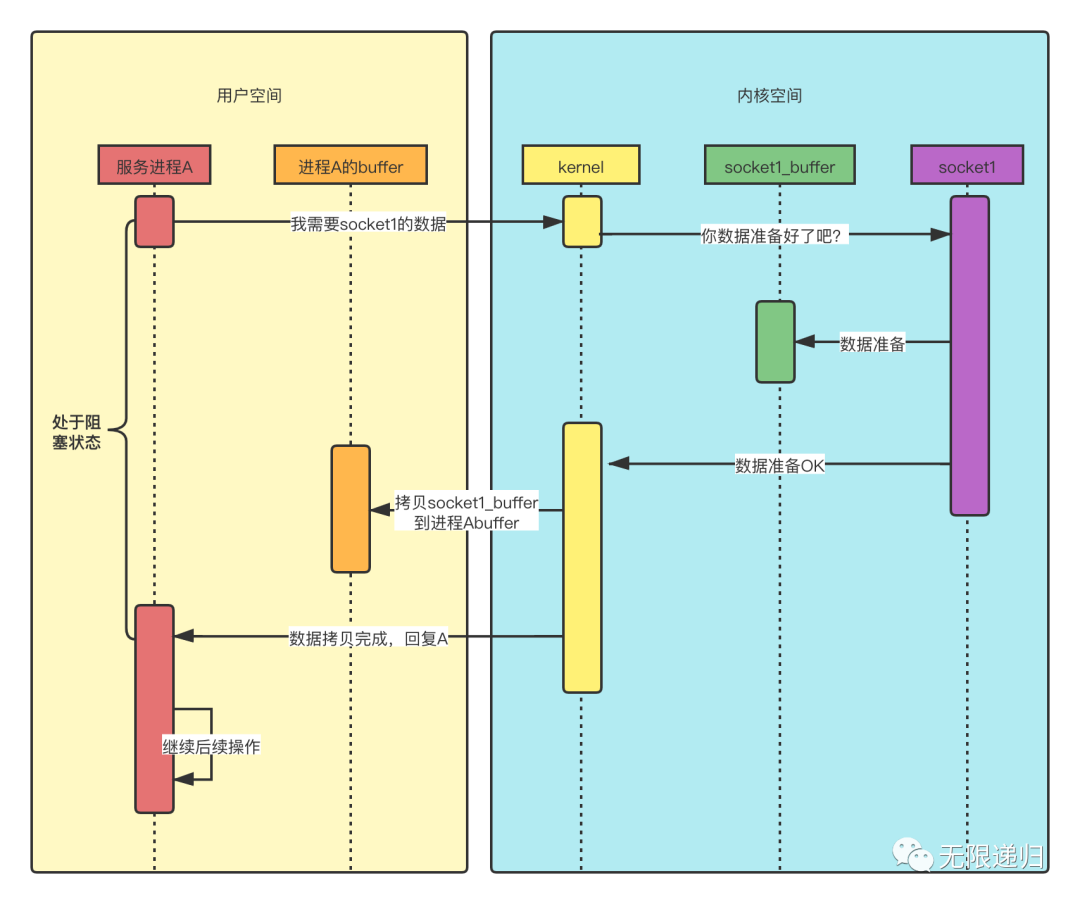 用户空间
内核空间
服务进程A
进程A的buffer
kernel
socket1_buffer
socket1
我需要socket1的数据
你数据准备好了吧？
数据准备
处于阻
塞状态
数据准备OK
拷贝socket1_buffer
到进程Abuffer
数据拷贝完成，回复A
继续后续操作
无限递归